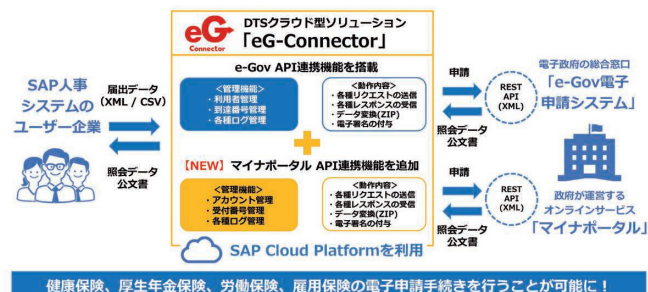 eG
Connector
DTSクラウド型ソリューション
「eG-Connector」
e-Gov API連携機能を搭載
<管理機能>
・利用者管理
・到達番号管理
・各種ログ管理
<動作内容>
・各種リクエストの送信
・各種レスポンスの受信
・データ変換(ZIP)
・電子署名の付与
【NEW】マイナポータル API連携機能を追加
<管理機能>
・アカウント管理
・受付番号管理
・各種ログ管理
<動作内容>
・各種リクエストの送信
・各種レスポンスの受信
・データ変換(ZIP)
・電子署名の付与
SAP Cloud Platformを利用
SAP人事
システムの
ユーザー企業
届出データ
(XML / CSV)
照会データ
公文書
申請
照会データ
公文書
REST
API
(XML)
電子政府の総合窓口
「e-Gov電子
申請システム」
申請
照会データ
公文書
REST
API
(XML)
政府が運営する
オンラインサービス
「マイナポータル」
健康保険、厚生年金保険、労働保険、雇用保険の電子申請手続きを行うことが可能に!